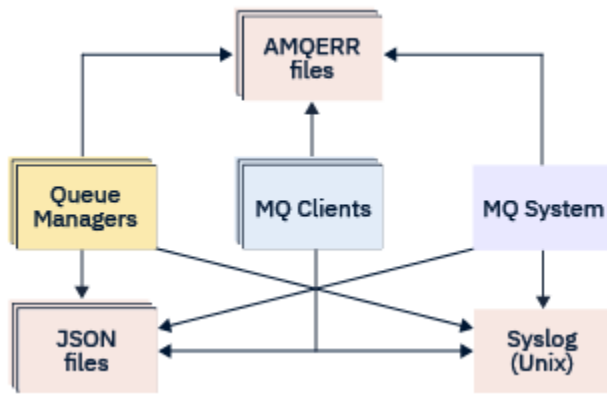 AMQERR
files
Queue
Managers
MQ Clients
MQ System
JSON
files
Syslog
(Unix)